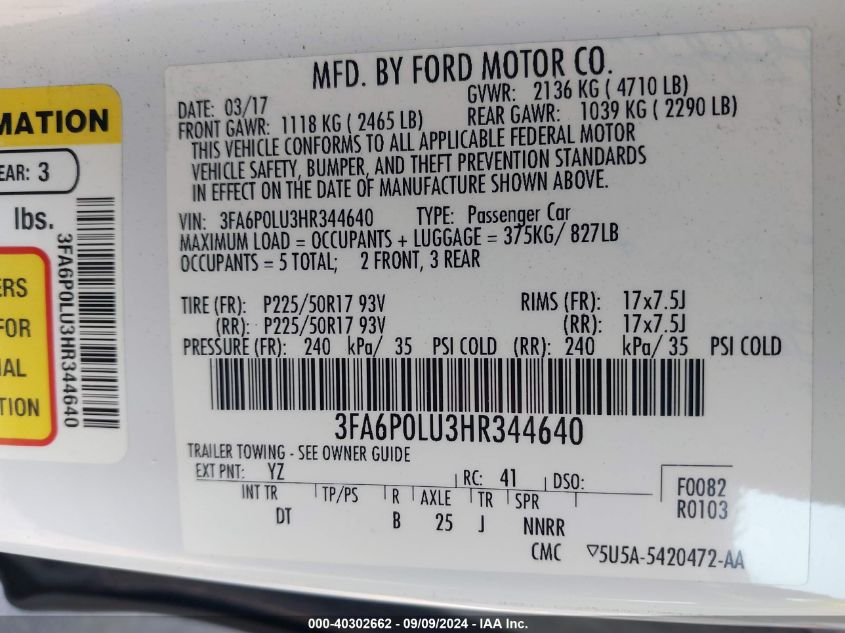 MATION
EAR: 3
lbs.
ERS
FOR
IAL
TION
3FA6P0LU3HR344640
MFD. BY FORD MOTOR CO.
DATE: 03/17 GVWR: 2136 KG ( 4710 LB)
FRONT GAWR: 1118 KG ( 2465 LB) REAR GAWR: 1039 KG ( 2290 LB)
THIS VEHICLE CONFORMS TO ALL APPLICABLE FEDERAL MOTOR
VEHICLE SAFETY, BUMPER, AND THEFT PREVENTION STANDARDS
IN EFFECT ON THE DATE OF MANUFACTURE SHOWN ABOVE.
VIN: 3FA6P0LU3HR344640 TYPE: Passenger Car
MAXIMUM LOAD = OCCUPANTS + LUGGAGE = 375KG/ 827LB
OCCUPANTS = 5 TOTAL; 2 FRONT, 3 REAR
TIRE (FR): P225/50R17 93V RIMS (FR): 17x7.5J
(RR): P225/50R17 93V (RR): 17x7.5J
PRESSURE (FR): 240 kPa/ 35 PSI COLD (RR): 240 kPa/ 35 PSI COLD
3FA6P0LU3HR344640
TRAILER TOWING - SEE OWNER GUIDE
EXT PNT: YZ RC: 41 DSO: F0082
INT TR TP/PS R AXLE TR SPR R0103
DT B 25 J NNRR
CMC ▽5U5A-5420472-AA
000-40302662 - 09/09/2024 - IAA Inc.